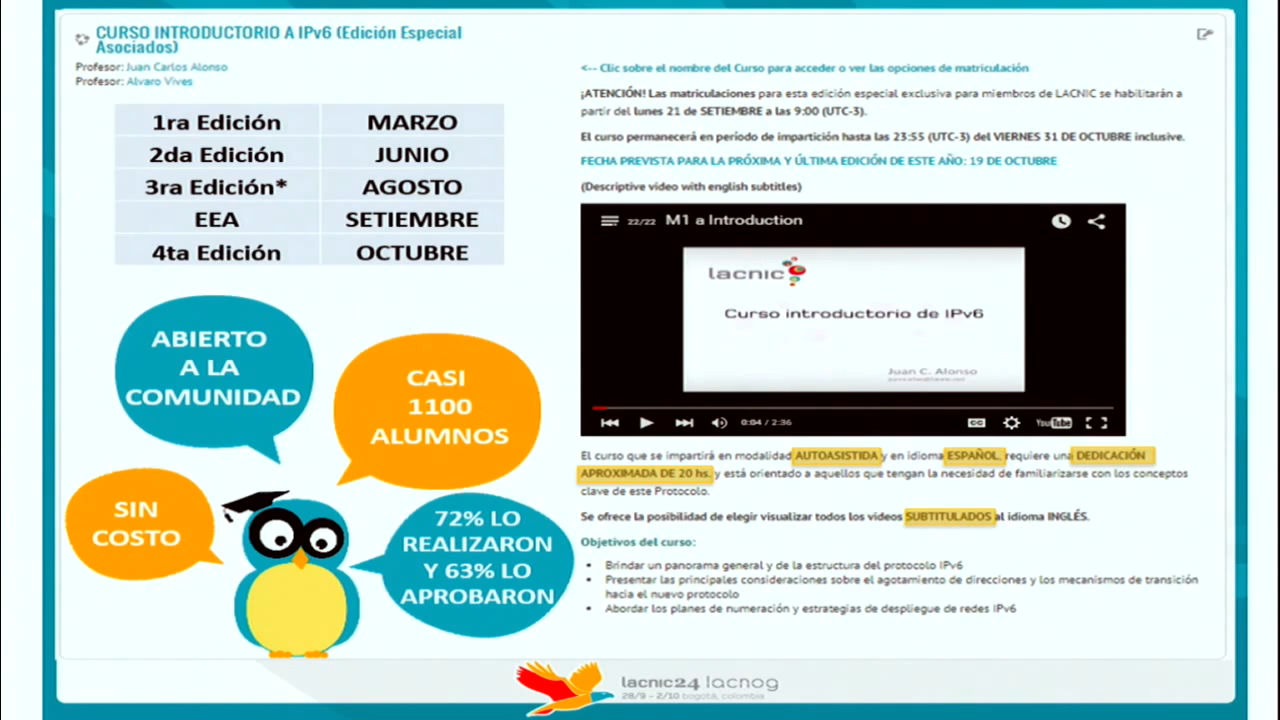 CURSO INTRODUCTORIO A IPv6 (Edición Especial
Asociados)
Profesor: Juan Carlos Alonso
Profesor: Alvaro Vives
1ra Edición MARZO
2da Edición JUNIO
3ra Edición* AGOSTO
EEA SETIEMBRE
4ta Edición OCTUBRE
ABIERTO
A LA
COMUNIDAD
CASI
1100
ALUMNOS
SIN
COSTO
72% LO
REALIZARON
Y 63% LO
APROBARON
<-- Clic sobre el nombre del Curso para acceder o ver las opciones de matriculación
¡ATENCIÓN! Las matriculaciones para esta edición especial exclusiva para miembros de LACNIC se habilitarán a
partir del lunes 21 de SETIEMBRE a las 9:00 (UTC-3).
El curso permanecerá en período de impartición hasta las 23:55 (UTC-3) del VIERNES 31 DE OCTUBRE inclusive.
FECHA PREVISTA PARA LA PRÓXIMA Y ÚLTIMA EDICIÓN DE ESTE AÑO: 19 DE OCTUBRE
(Descriptive video with english subtitles)
22/22 M1 a Introduction
lacnic
Curso introductorio de IPv6
Juan C. Alonso
0:04 / 2:36
CC
YouTube
El curso que se impartirá en modalidad AUTOASISTIDA y en idioma ESPAÑOL, requiere una DEDICACIÓN
APROXIMADA DE 20 hs. y está orientado a aquellos que tengan la necesidad de familiarizarse con los conceptos
clave de este Protocolo.
Se ofrece la posibilidad de elegir visualizar todos los videos SUBTITULADOS al idioma INGLÉS.
Objetivos del curso:
• Brindar un panorama general y de la estructura del protocolo IPv6
• Presentar las principales consideraciones sobre el agotamiento de direcciones y los mecanismos de transición
hacia el nuevo protocolo
• Abordar los planes de numeración y estrategias de despliegue de redes IPv6
lacnic24 lacnog
28/9 - 2/10 bogotá, colombia